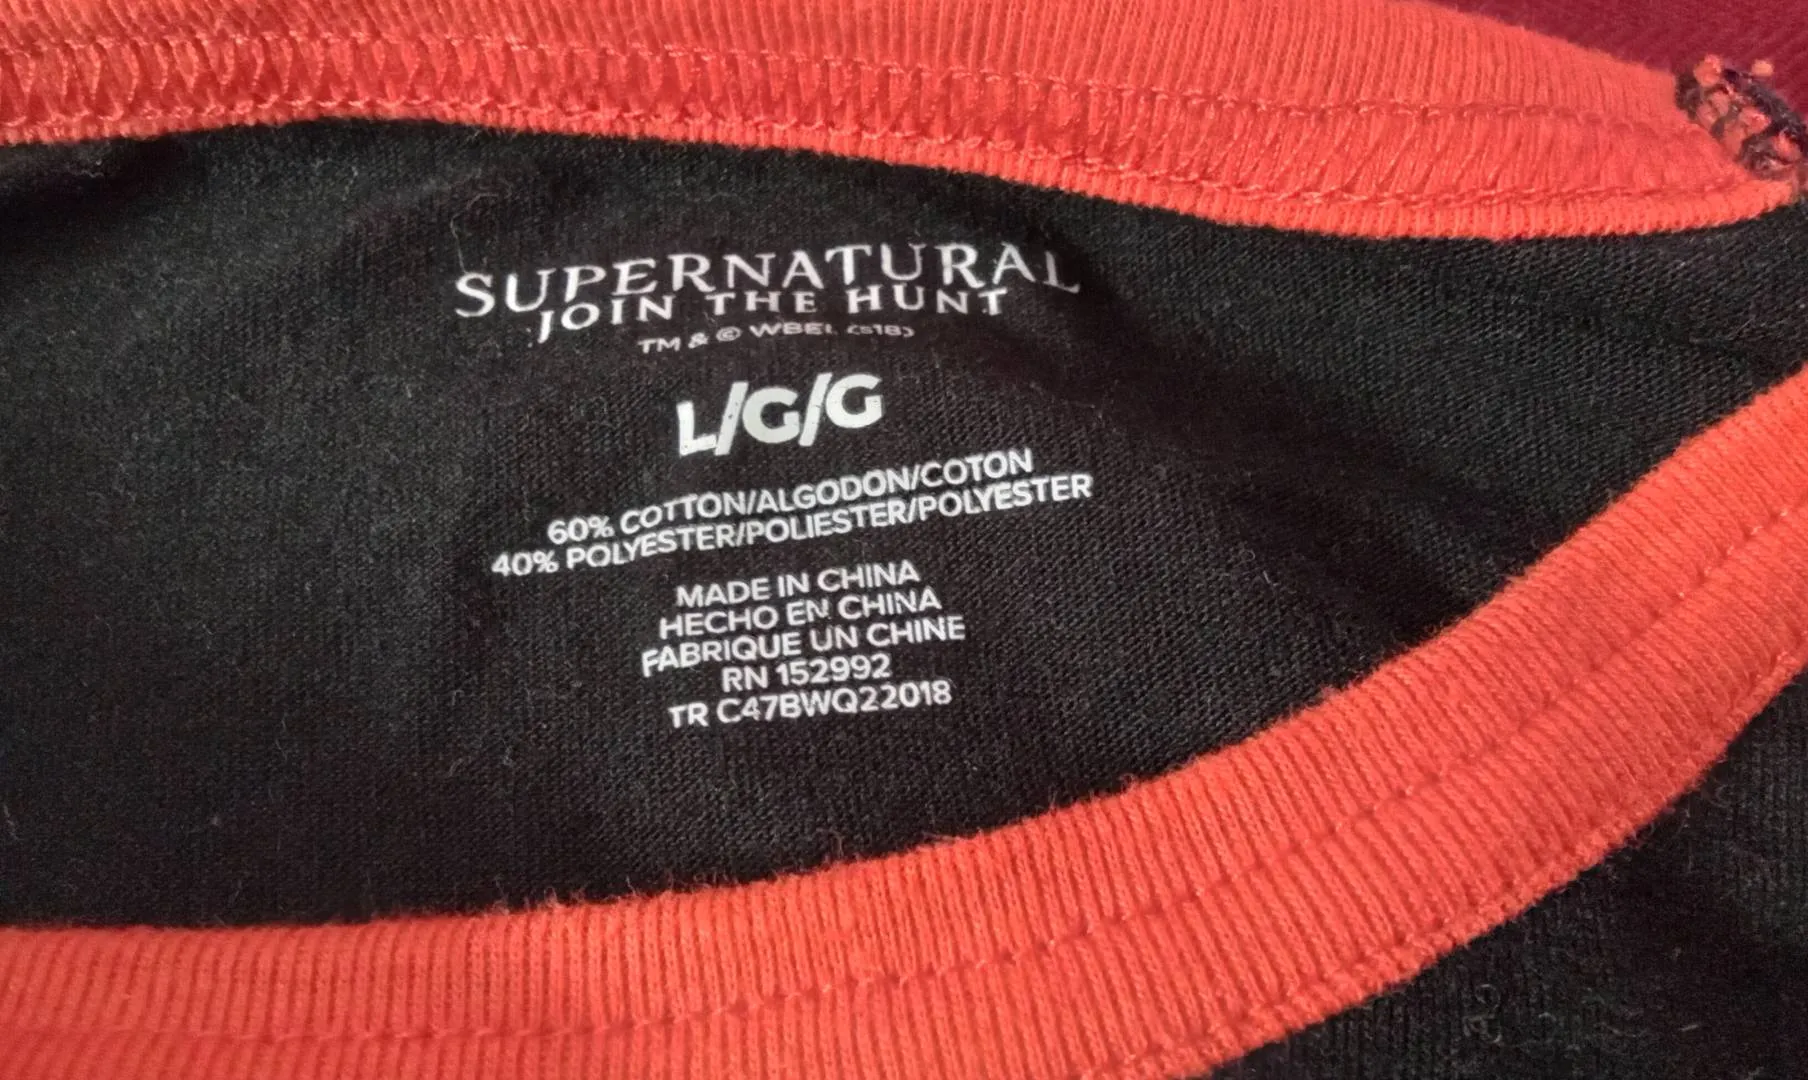 SUPERNATURAL
JOIN THE HUNT
TM & © WBEI. (s18)
L/G/G
60% COTTON/ALGODON/COTON
40% POLYESTER/POLIESTER/POLYESTER
MADE IN CHINA
HECHO EN CHINA
FABRIQUE UN CHINE
RN 152992
TR C47BWQ22018